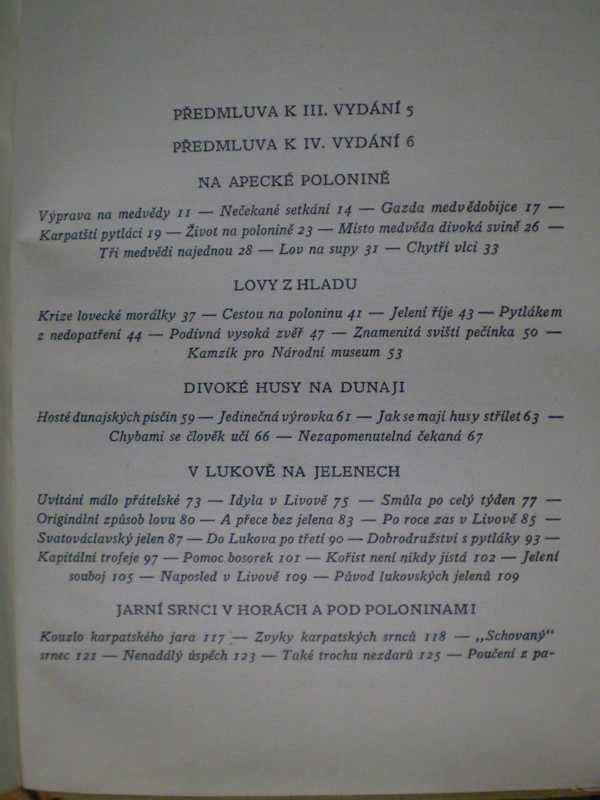 PŘEDMLUVA K III. VYDÁNÍ 5
PŘEDMLUVA K IV. VYDÁNÍ 6
NA APECKÉ POLONINĚ
Výprava na medvědy 11 — Nečekané setkání 14 — Gazda medvědobijce 17 —
Karpatští pytláci 19 — Život na polonině 23 — Místo medvěda divoká svině 26 —
Tři medvědi najednou 28 — Lov na supy 31 — Chytří vlci 33
LOVY Z HLADU
Krize lovecké morálky 37 — Cestou na poloninu 41 — Jelení říje 43 — Pytlákem
z nedopatření 44 — Podivná vysoká zvěř 47 — Znamenitá svištί pečínka 50 —
Kamzík pro Národní museum 53
DIVOKÉ HUSY NA DUNAJI
Hosté dunajských písčin 59 — Jedinečná výrovka 61 — Jak se mají husy střílet 63 —
Chybami se člověk učí 66 — Nezapomenutelná čekaná 67
V LUKOVĚ NA JELENECH
Uvítání málo přátelské 73 — Idyla v Livově 75 — Smůla po celý týden 77 —
Originální způsob lovu 80 — A přece bez jelena 83 — Po roce zas v Livově 85 —
Svatováclavský jelen 87 — Do Lukova po třetí 90 — Dobrodružství s pytláky 93 —
Kapitální trofeje 97 — Pomoc bosorek 101 — Kořist není nikdy jistá 102 — Jelení
souboj 105 — Naposled v Livově 109 — Původ lukovských jelenů 109
JARNÍ SRNCI V HORÁCH A POD POLONINAMI
Kouzlo karpatského jara 117 — Zvyky karpatských srnců 118 — „Schovaný“
srnec 121 — Nenadálý úspěch 123 — Také trochu nezdarů 125 — Poučení z pa-